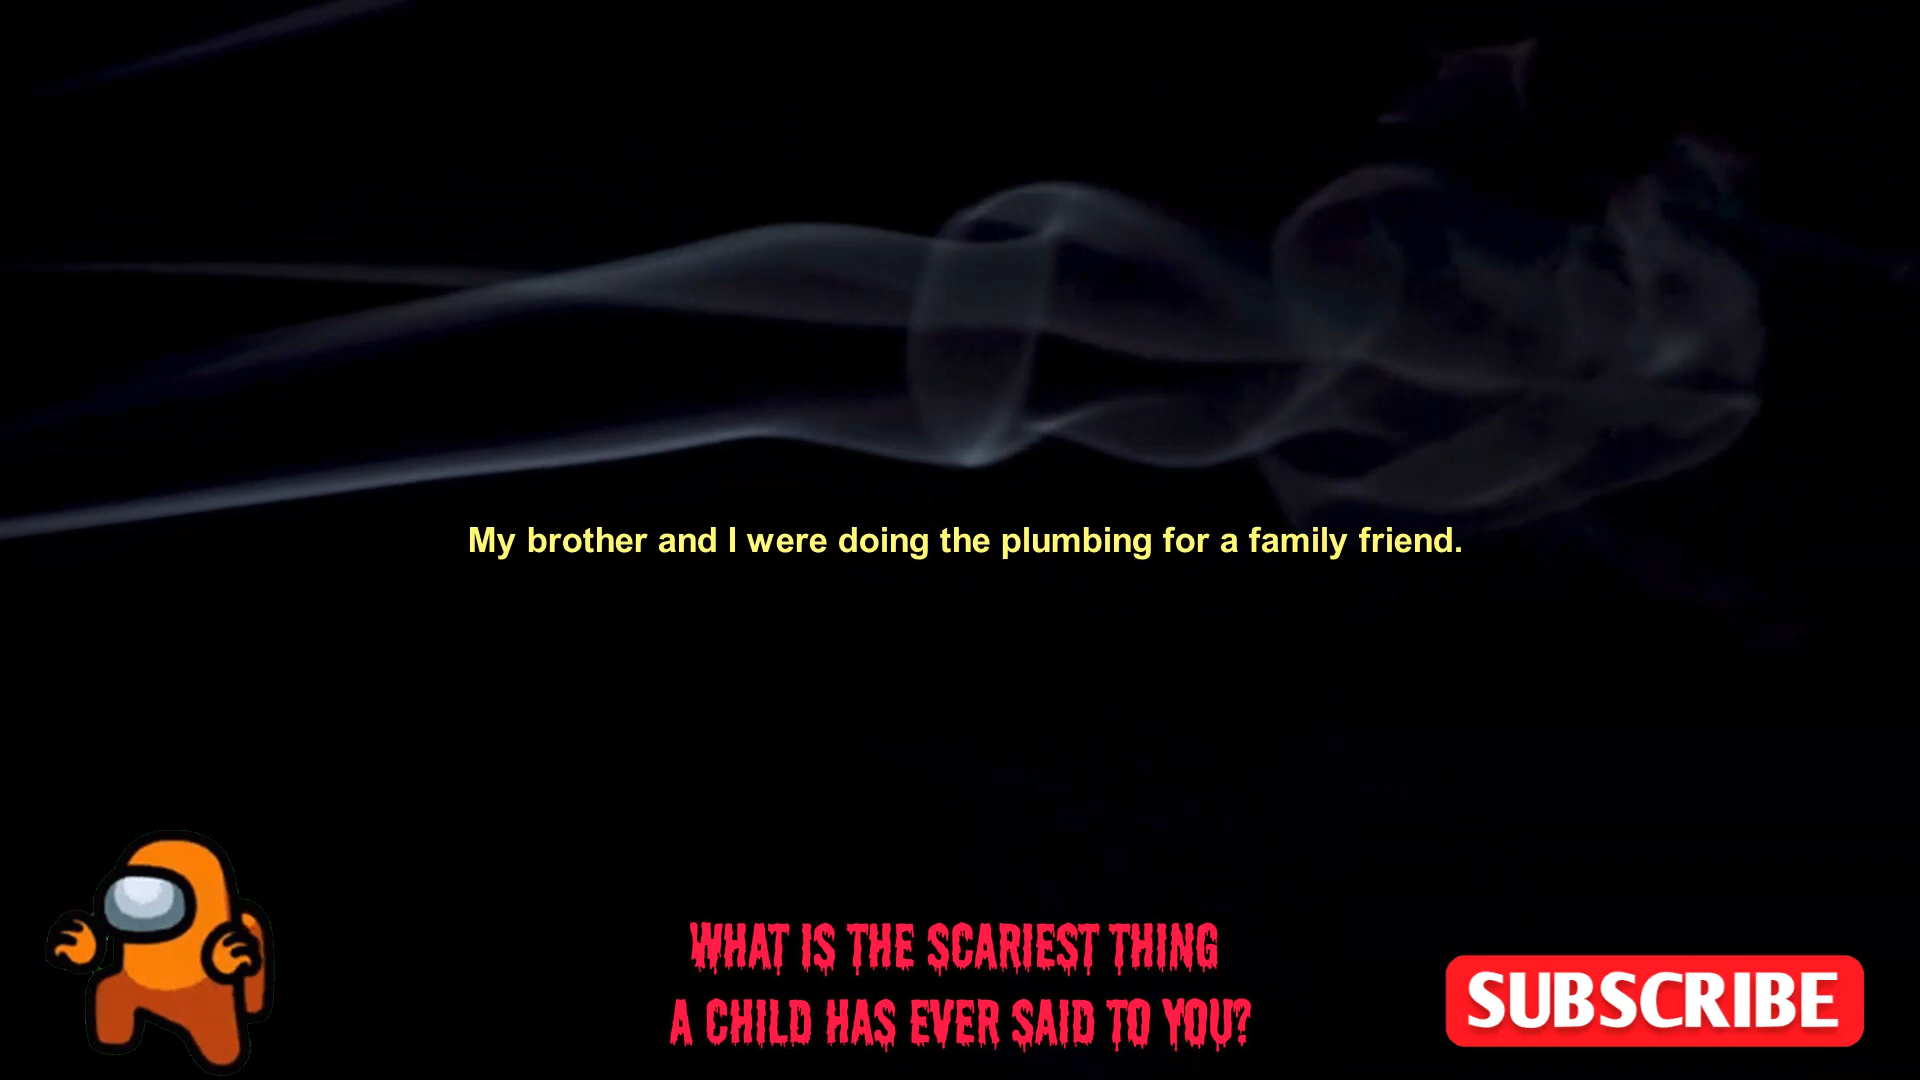 My brother and I were doing the plumbing for a family friend.
WHAT IS THE SCARIEST THING
A CHILD HAS EVER SAID TO YOU?
SUBSCRIBE